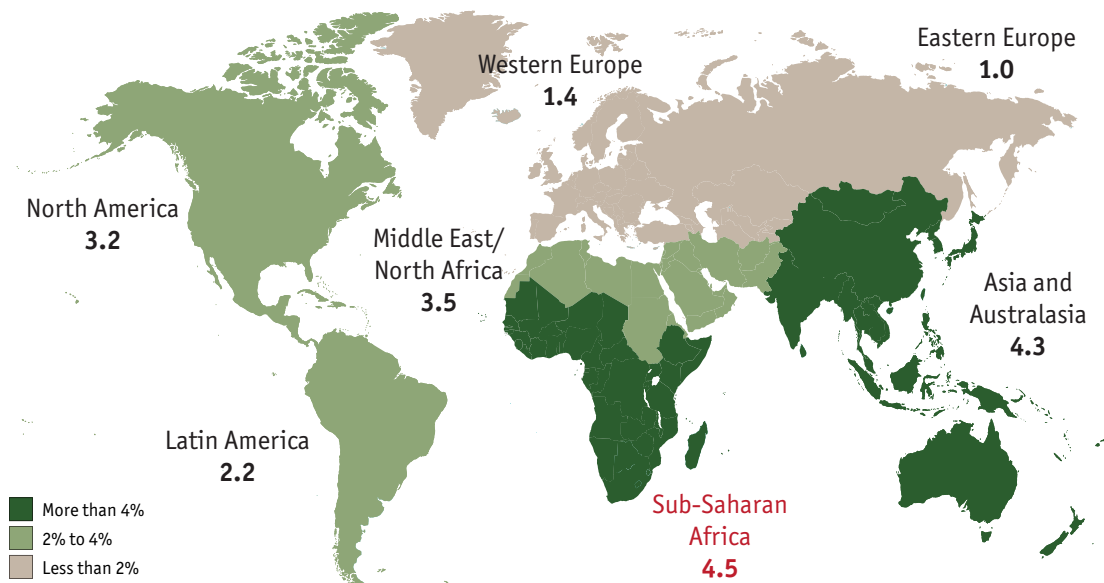 Eastern Europe
1.0
Western Europe
1.4
North America
3.2
Middle East/
North Africa
3.5
Asia and
Australasia
4.3
Latin America
2.2
Sub-Saharan
Africa
4.5
More than 4%
2% to 4%
Less than 2%